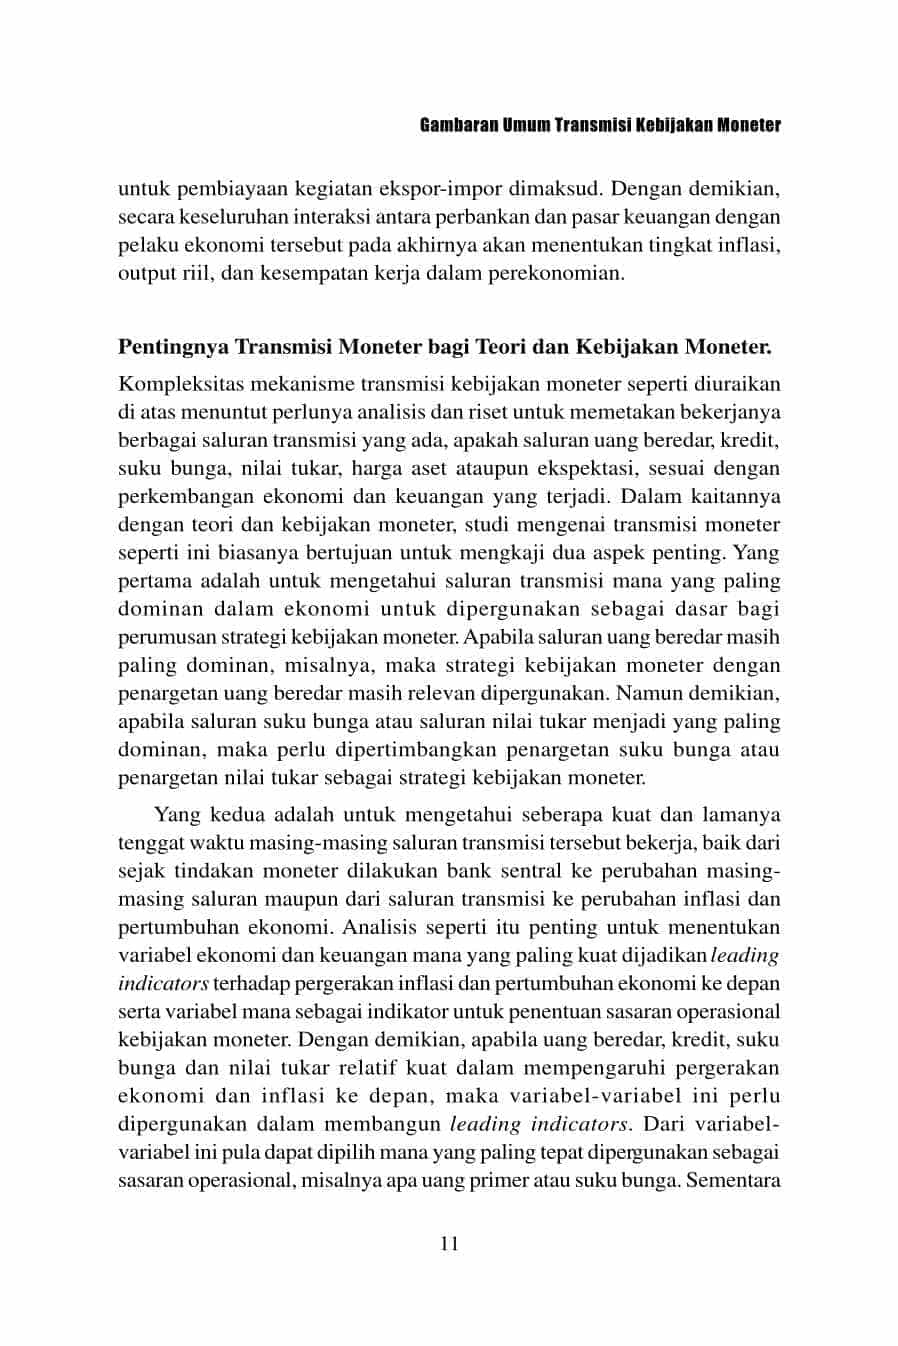 Gambaran Umum Transmisi Kebijakan Moneter
untuk pembiayaan kegiatan ekspor-impor dimaksud. Dengan demikian,
secara keseluruhan interaksi antara perbankan dan pasar keuangan dengan
pelaku ekonomi tersebut pada akhirnya akan menentukan tingkat inflasi,
output riil, dan kesempatan kerja dalam perekonomian.
Pentingnya Transmisi Moneter bagi Teori dan Kebijakan Moneter.
Kompleksitas mekanisme transmisi kebijakan moneter seperti diuraikan
di atas menuntut perlunya analisis dan riset untuk memetakan bekerjanya
berbagai saluran transmisi yang ada, apakah saluran uang beredar, kredit,
suku bunga, nilai tukar, harga aset ataupun ekspektasi, sesuai dengan
perkembangan ekonomi dan keuangan yang terjadi. Dalam kaitannya
dengan teori dan kebijakan moneter, studi mengenai transmisi moneter
seperti ini biasanya bertujuan untuk mengkaji dua aspek penting. Yang
pertama adalah untuk mengetahui saluran transmisi mana yang paling
dominan dalam ekonomi untuk dipergunakan sebagai dasar bagi
perumusan strategi kebijakan moneter. Apabila saluran uang beredar masih
paling dominan, misalnya, maka strategi kebijakan moneter dengan
penargetan uang beredar masih relevan dipergunakan. Namun demikian,
apabila saluran suku bunga atau saluran nilai tukar menjadi yang paling
dominan, maka perlu dipertimbangkan penargetan suku bunga atau
penargetan nilai tukar sebagai strategi kebijakan moneter.
Yang kedua adalah untuk mengetahui seberapa kuat dan lamanya
tenggat waktu masing-masing saluran transmisi tersebut bekerja, baik dari
sejak tindakan moneter dilakukan bank sentral ke perubahan masing-
masing saluran maupun dari saluran transmisi ke perubahan inflasi dan
pertumbuhan ekonomi. Analisis seperti itu penting untuk menentukan
variabel ekonomi dan keuangan mana yang paling kuat dijadikan leading
indicators terhadap pergerakan inflasi dan pertumbuhan ekonomi ke depan
serta variabel mana sebagai indikator untuk penentuan sasaran operasional
kebijakan moneter. Dengan demikian, apabila uang beredar, kredit, suku
bunga dan nilai tukar relatif kuat dalam mempengaruhi pergerakan
ekonomi dan inflasi ke depan, maka variabel-variabel ini perlu
dipergunakan dalam membangun leading indicators. Dari variabel-
variabel ini pula dapat dipilih mana yang paling tepat dipergunakan sebagai
sasaran operasional, misalnya apa uang primer atau suku bunga. Sementara
11